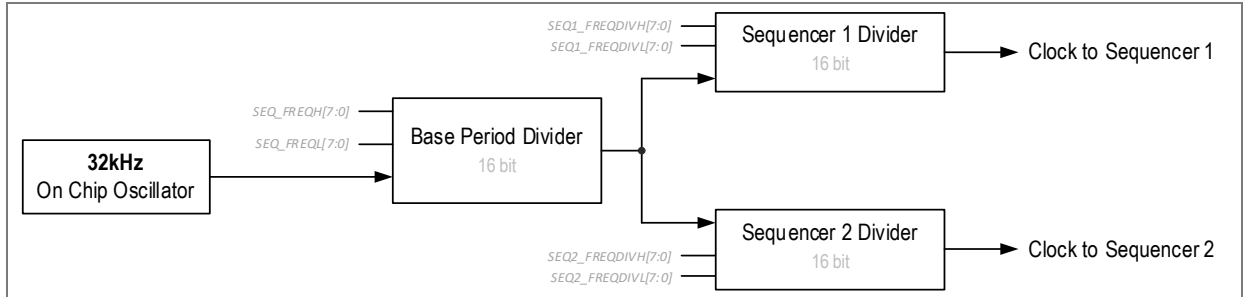 SEQ1_FREQDIVH[7:0]
SEQ1_FREQDIVL[7:0]
Sequencer 1 Divider
16 bit
Clock to Sequencer 1
SEQ_FREQH[7:0]
SEQ_FREQL[7:0]
Base Period Divider
16 bit
32kHz
On Chip Oscillator
Sequencer 2 Divider
16 bit
Clock to Sequencer 2
SEQ2_FREQDIVH[7:0]
SEQ2_FREQDIVL[7:0]